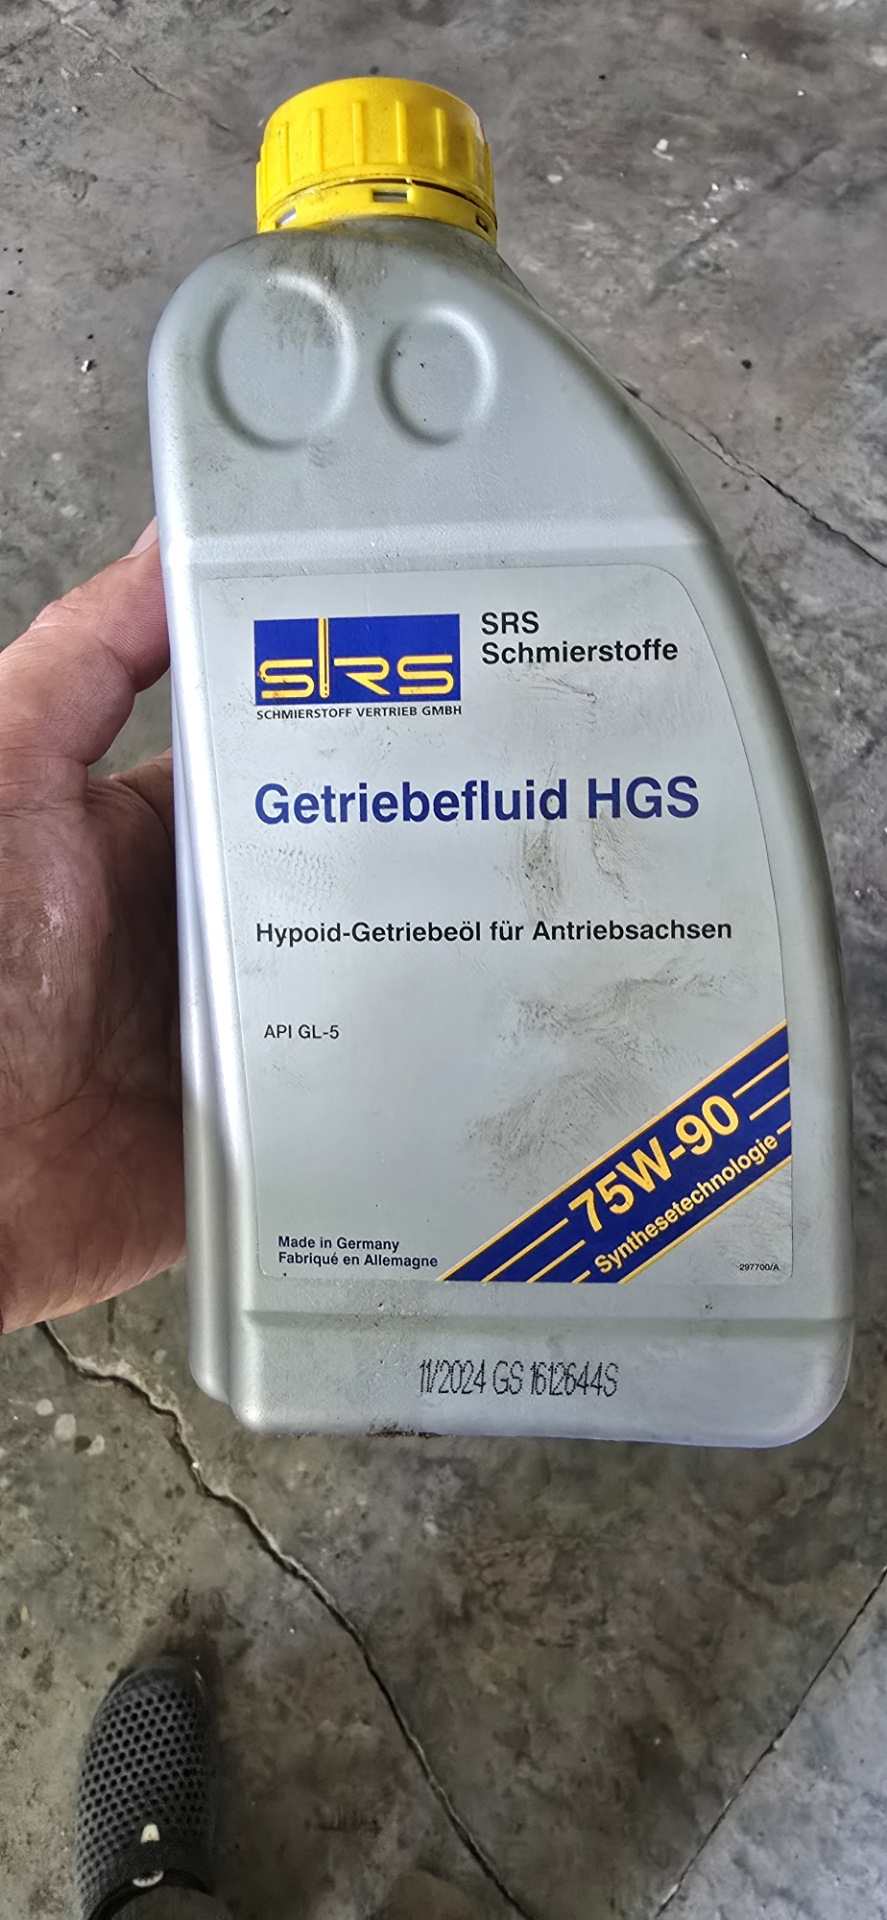 SRS
Schmierstoffe
SRS
SCHMIERSTOFF VERTRIEB GMBH
Getriebefluid HGS
Hypoid-Getriebeöl für Antriebsachsen
API GL-5
75W-90
Synthesetechnologie
Made in Germany
Fabriqué en Allemagne
297700/A
11/2024 GS 1612644S